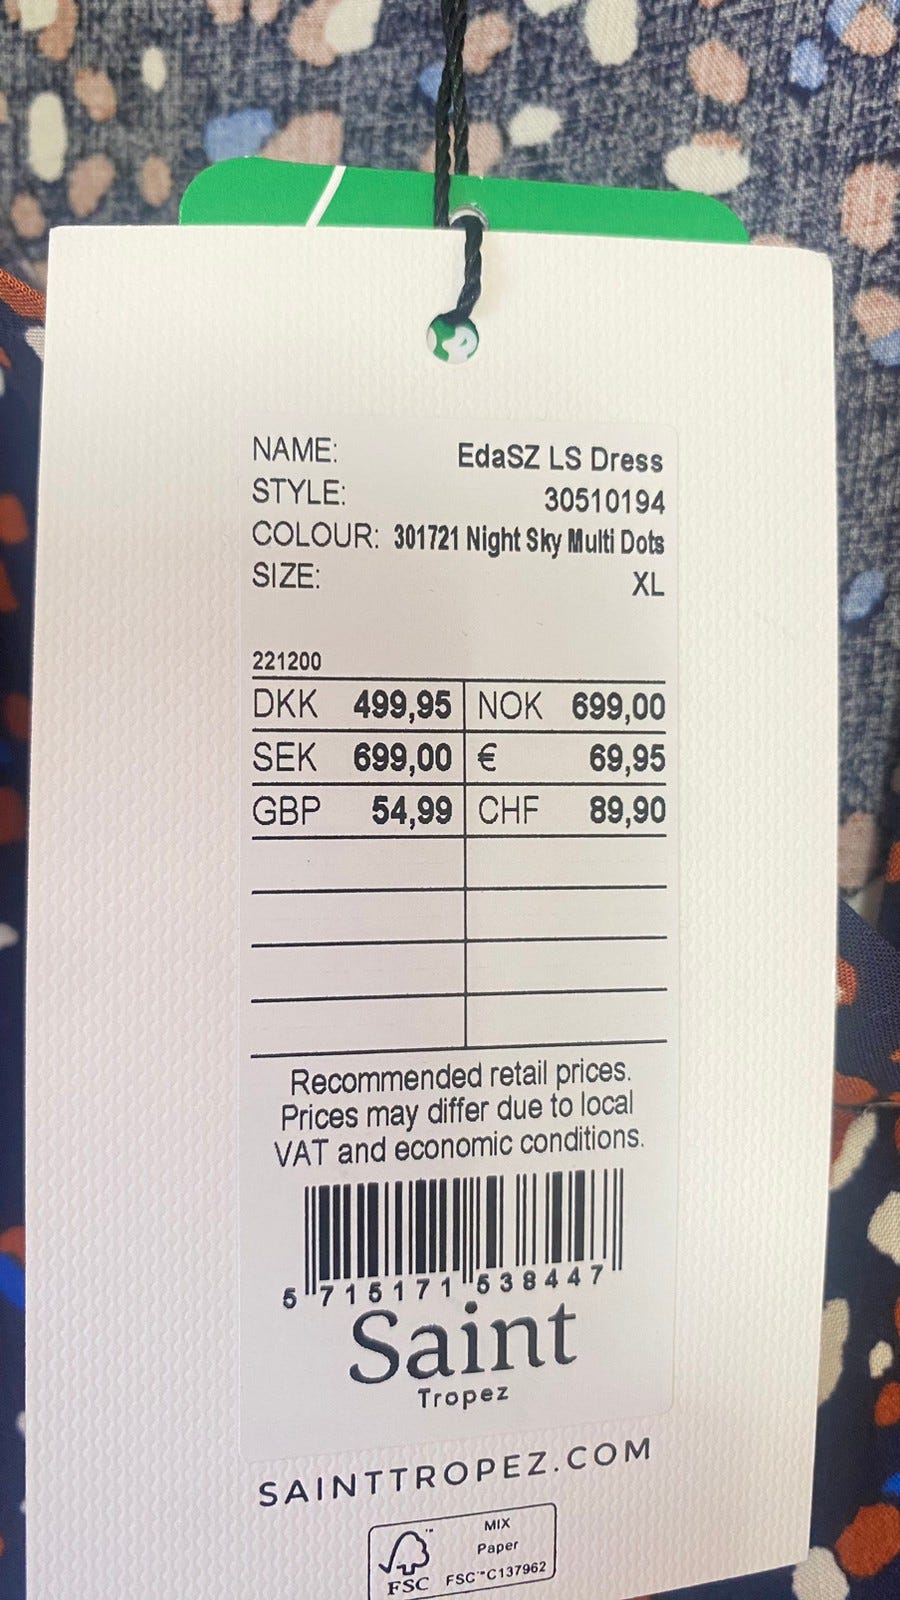 NAME: EdaSZ LS Dress
STYLE: 30510194
COLOUR: 301721 Night Sky Multi Dots
SIZE: XL
221200
DKK 499,95 NOK 699,00
SEK 699,00 € 69,95
GBP 54,99 CHF 89,90
Recommended retail prices.
Prices may differ due to local
VAT and economic conditions.
5 715171 538447
Saint
Tropez
SAINTTROPEZ.COM
MIX
Paper
FSC™ C137962
FSC